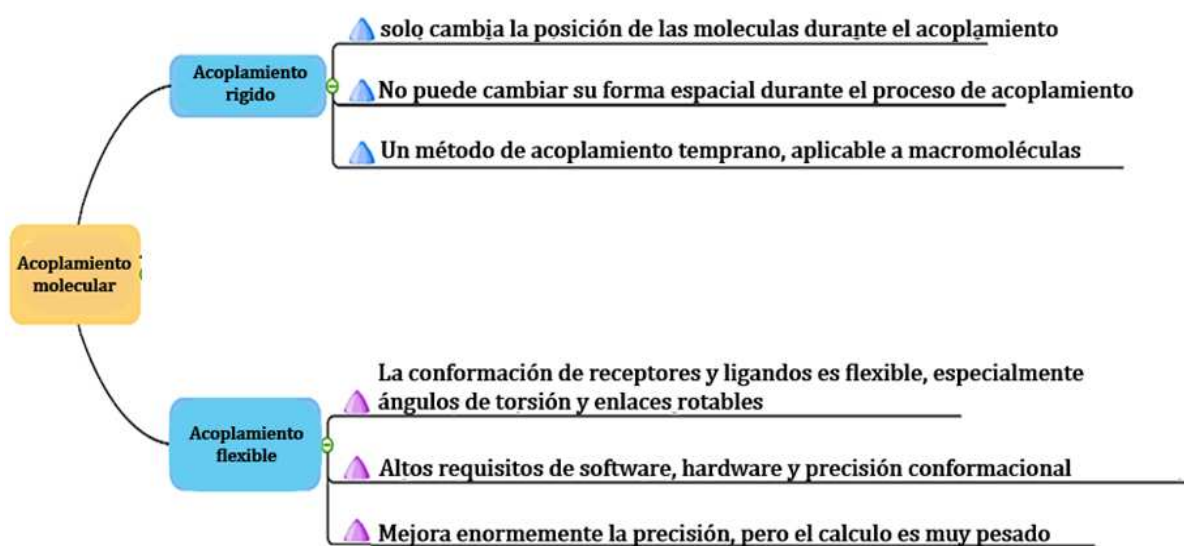 Acoplamiento
molecular
Acoplamiento
rigido
solo cambia la posición de las moleculas durante el acoplamiento
No puede cambiar su forma espacial durante el proceso de acoplamiento
Un método de acoplamiento temprano, aplicable a macromoléculas
Acoplamiento
flexible
La conformación de receptores y ligandos es flexible, especialmente
ángulos de torsión y enlaces rotables
Altos requisitos de software, hardware y precisión conformacional
Mejora enormemente la precisión, pero el calculo es muy pesado